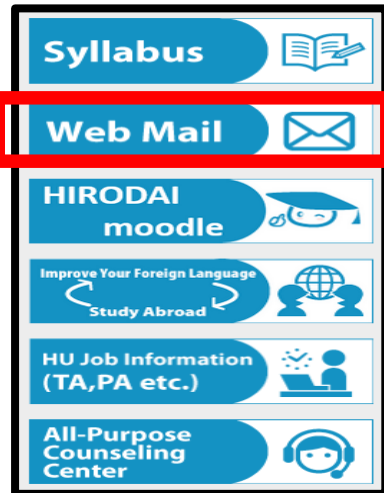 Syllabus
Web Mail
HIRODAI
moodle
Improve Your Foreign Language
Study Abroad
HU Job Information
(TA,PA etc.)
All-Purpose
Counseling
Center